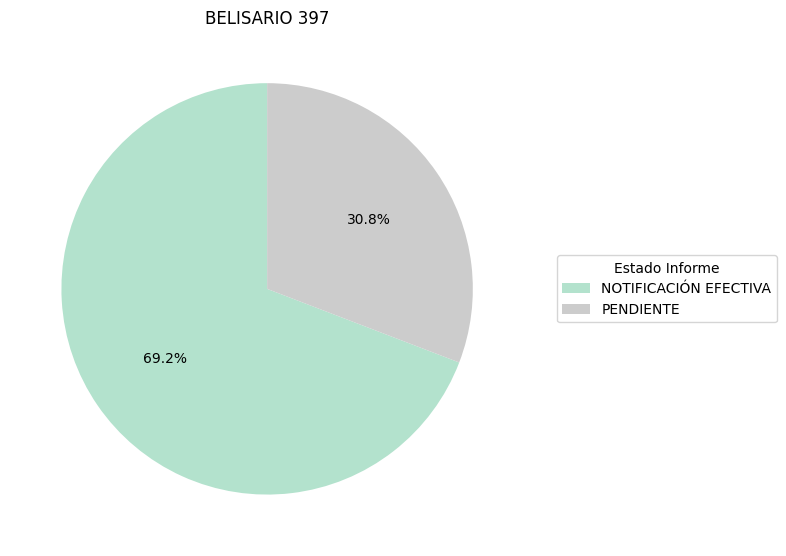 BELISARIO 397
30.8%
69.2%
Estado Informe
NOTIFICACIÓN EFECTIVA
PENDIENTE